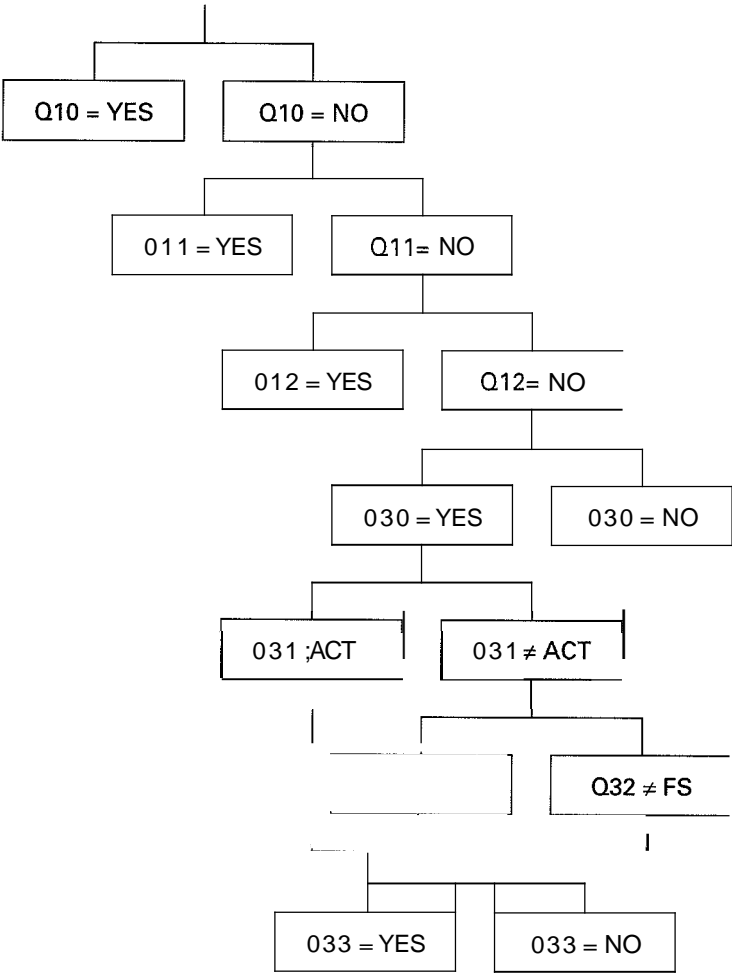 Q10 = YES
Q10 = NO
011 = YES
Q11= NO
012 = YES
Q12= NO
030 = YES
030 = NO
031 ;ACT
031 ≠ ACT
Q32 ≠ FS
033 = YES
033 = NO